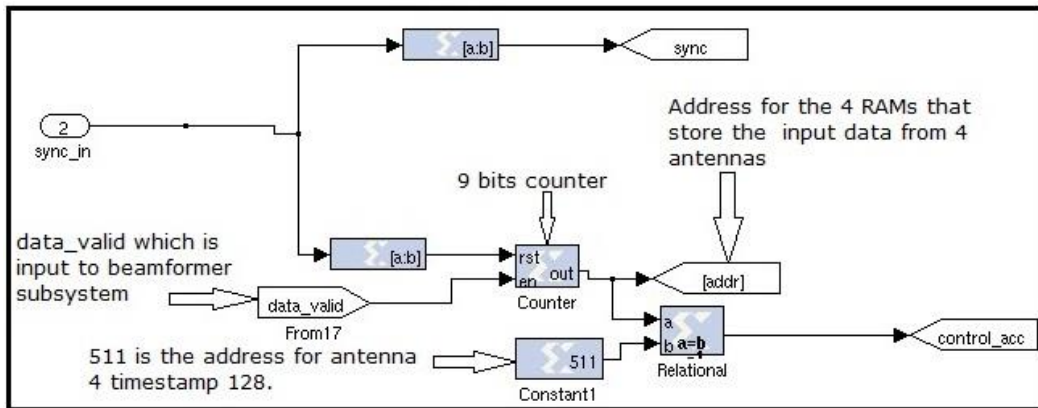 [a:b]
sync
2
sync_in
Address for the 4 RAMs that
store the  input data from 4
antennas
9 bits counter
data_valid which is
input to beamformer
subsystem
[a:b]
rst
en
out
Counter
[addr]
data_valid
From17
a
b
a=b
Relational
control_acc
511 is the address for antenna
4 timestamp 128.
511
Constant1